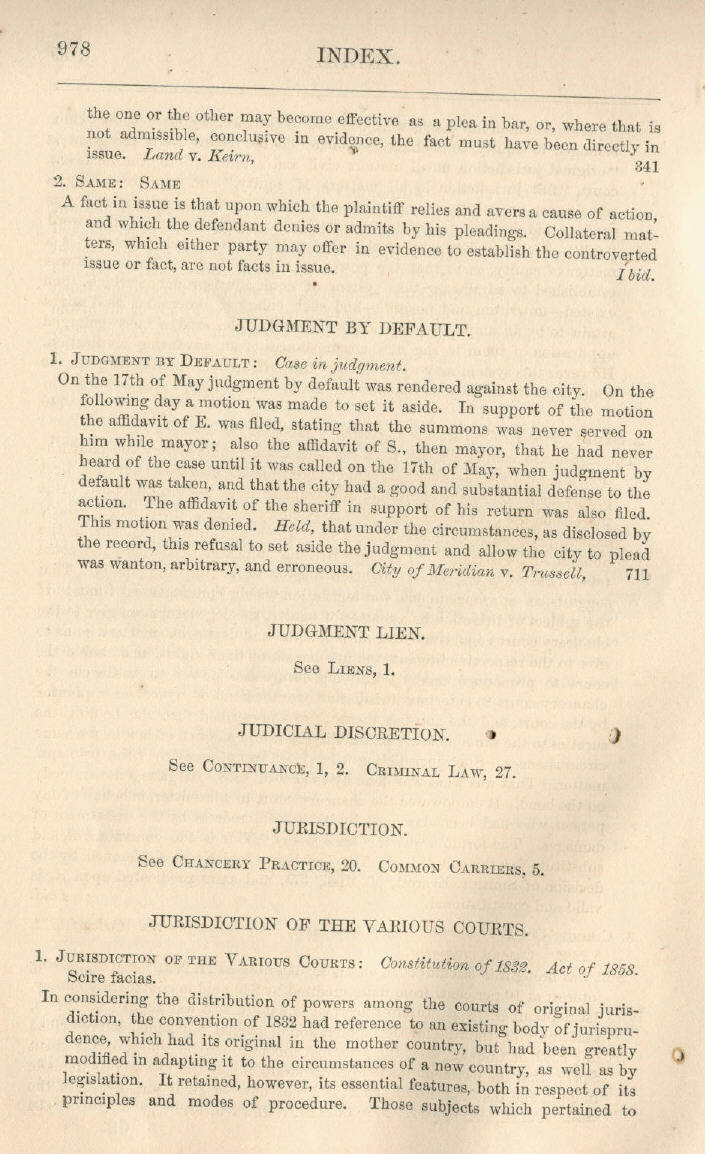 978
INDEX.
the one or the other may become effective as a plea in bar, or, where that is
not admissible, conclusive in evidence, the fact must have been directly in
issue. Land v. Keirn, 341
2. SAME: SAME
A fact in issue is that upon which the plaintiff relies and avers a cause of action,
and which the defendant denies or admits by his pleadings. Collateral mat-
ters, which either party may offer in evidence to establish the controverted
issue or fact, are not facts in issue. Ibid.
JUDGMENT BY DEFAULT.
1. JUDGMENT BY DEFAULT: Case in judgment.
On the 17th of May judgment by default was rendered against the city. On the
following day a motion was made to set it aside. In support of the motion
the affidavit of E. was filed, stating that the summons was never served on
him while mayor; also the affidavit of S., then mayor, that he had never
heard of the case until it was called on the 17th of May, when judgment by
default was taken, and that the city had a good and substantial defense to the
action. The affidavit of the sheriff in support of his return was also filed.
This motion was denied. Held, that under the circumstances, as disclosed by
the record, this refusal to set aside the judgment and allow the city to plead
was wanton, arbitrary, and erroneous. City of Meridian v. Trussell, 711
JUDGMENT LIEN.
See LIENS, 1.
JUDICIAL DISCRETION.
See CONTINUANCE, 1, 2. CRIMINAL LAW, 27.
JURISDICTION.
See CHANCERY PRACTICE, 20. COMMON CARRIERS, 5.
JURISDICTION OF THE VARIOUS COURTS.
1. JURISDICTION OF THE VARIOUS COURTS: Constitution of 1832. Act of 1858.
Scire facias.
In considering the distribution of powers among the courts of original juris-
diction, the convention of 1832 had reference to an existing body of jurispru-
dence, which had its original in the mother country, but had been greatly
modified in adapting it to the circumstances of a new country, as well as by
legislation. It retained, however, its essential features, both in respect of its
principles and modes of procedure. Those subjects which pertained to